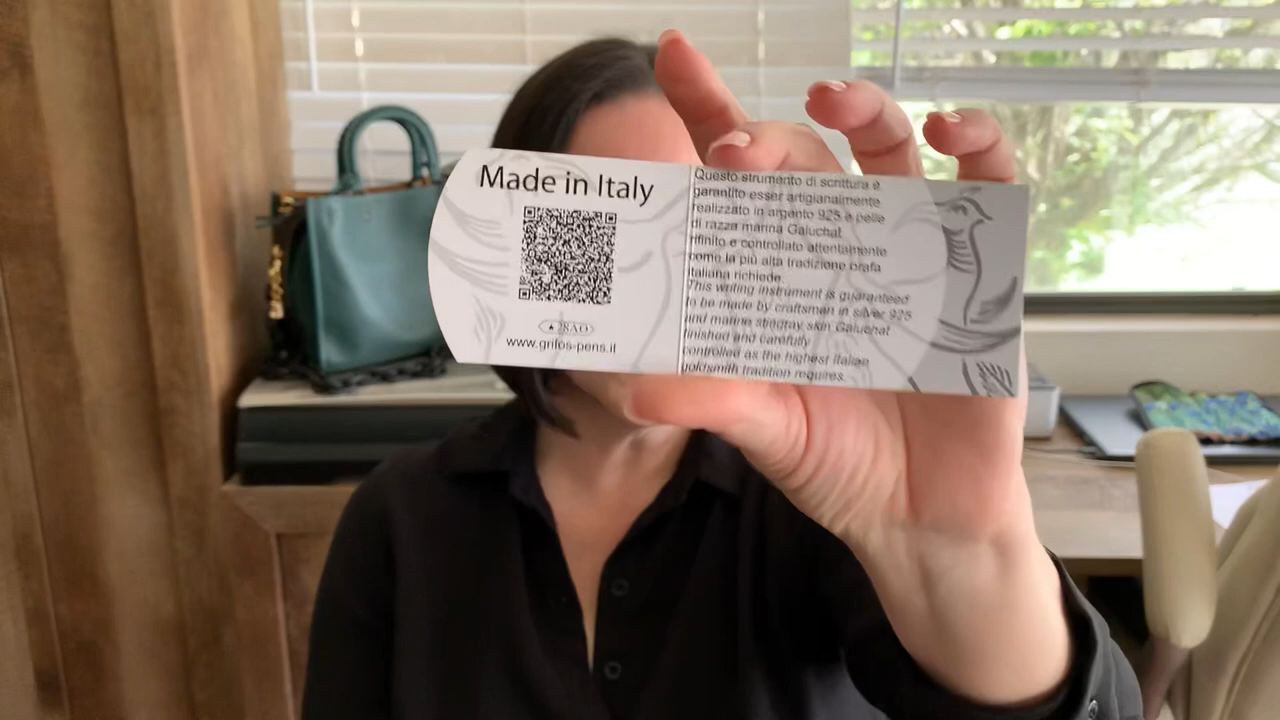 Made in Italy
www.grifos-pens.it
Questo strumento di scrittura è
garantito esser artigianalmente
realizzato in argento 925 e pelle
di razza marina Galuchat
rifinito e controllato attentamente
come la più alta tradizione orafa
italiana richiede.
This writing instrument is guaranteed
to be made by craftsman in silver 925
and marine stingray skin Galuchat
finished and carefully
controlled as the highest italian
goldsmith tradition requires.